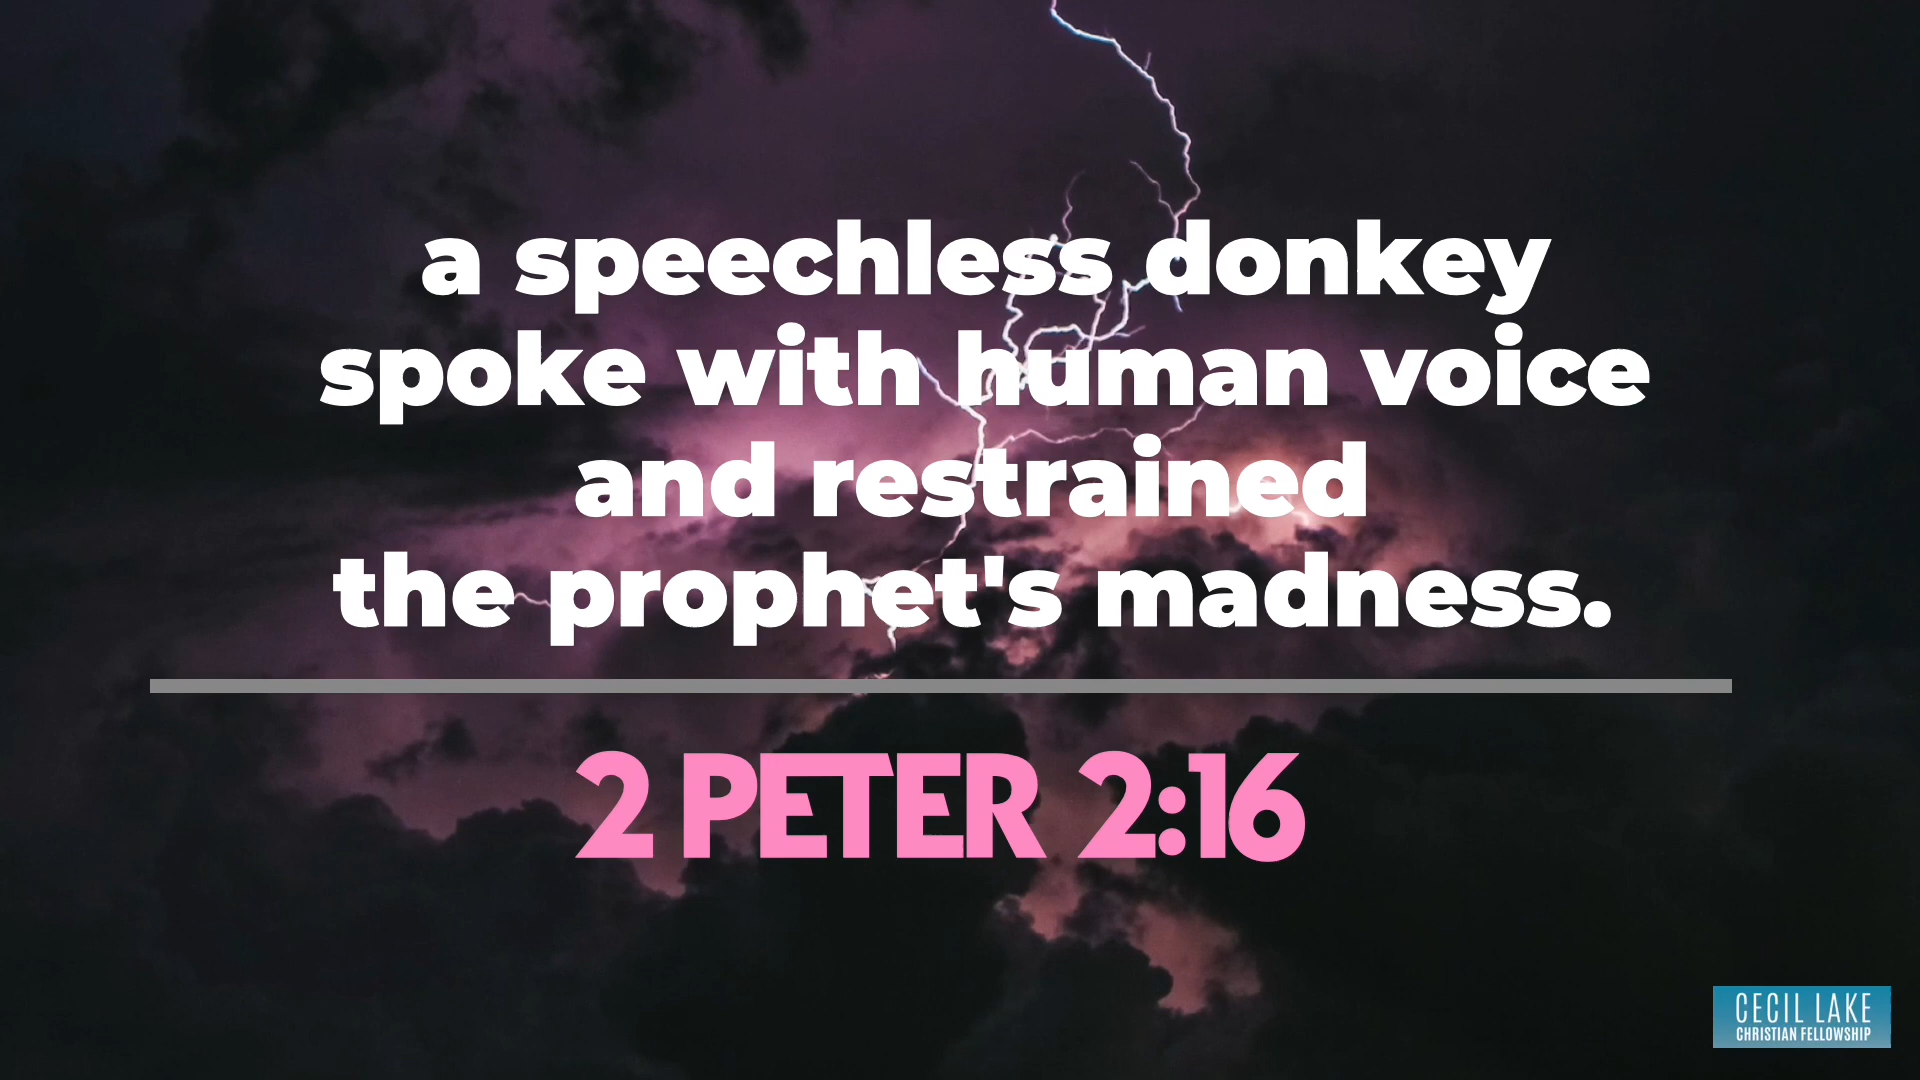 a speechless donkey
spoke with human voice
and restrained
the prophet's madness.
2 PETER 2:16
CECIL LAKE
CHRISTIAN FELLOWSHIP